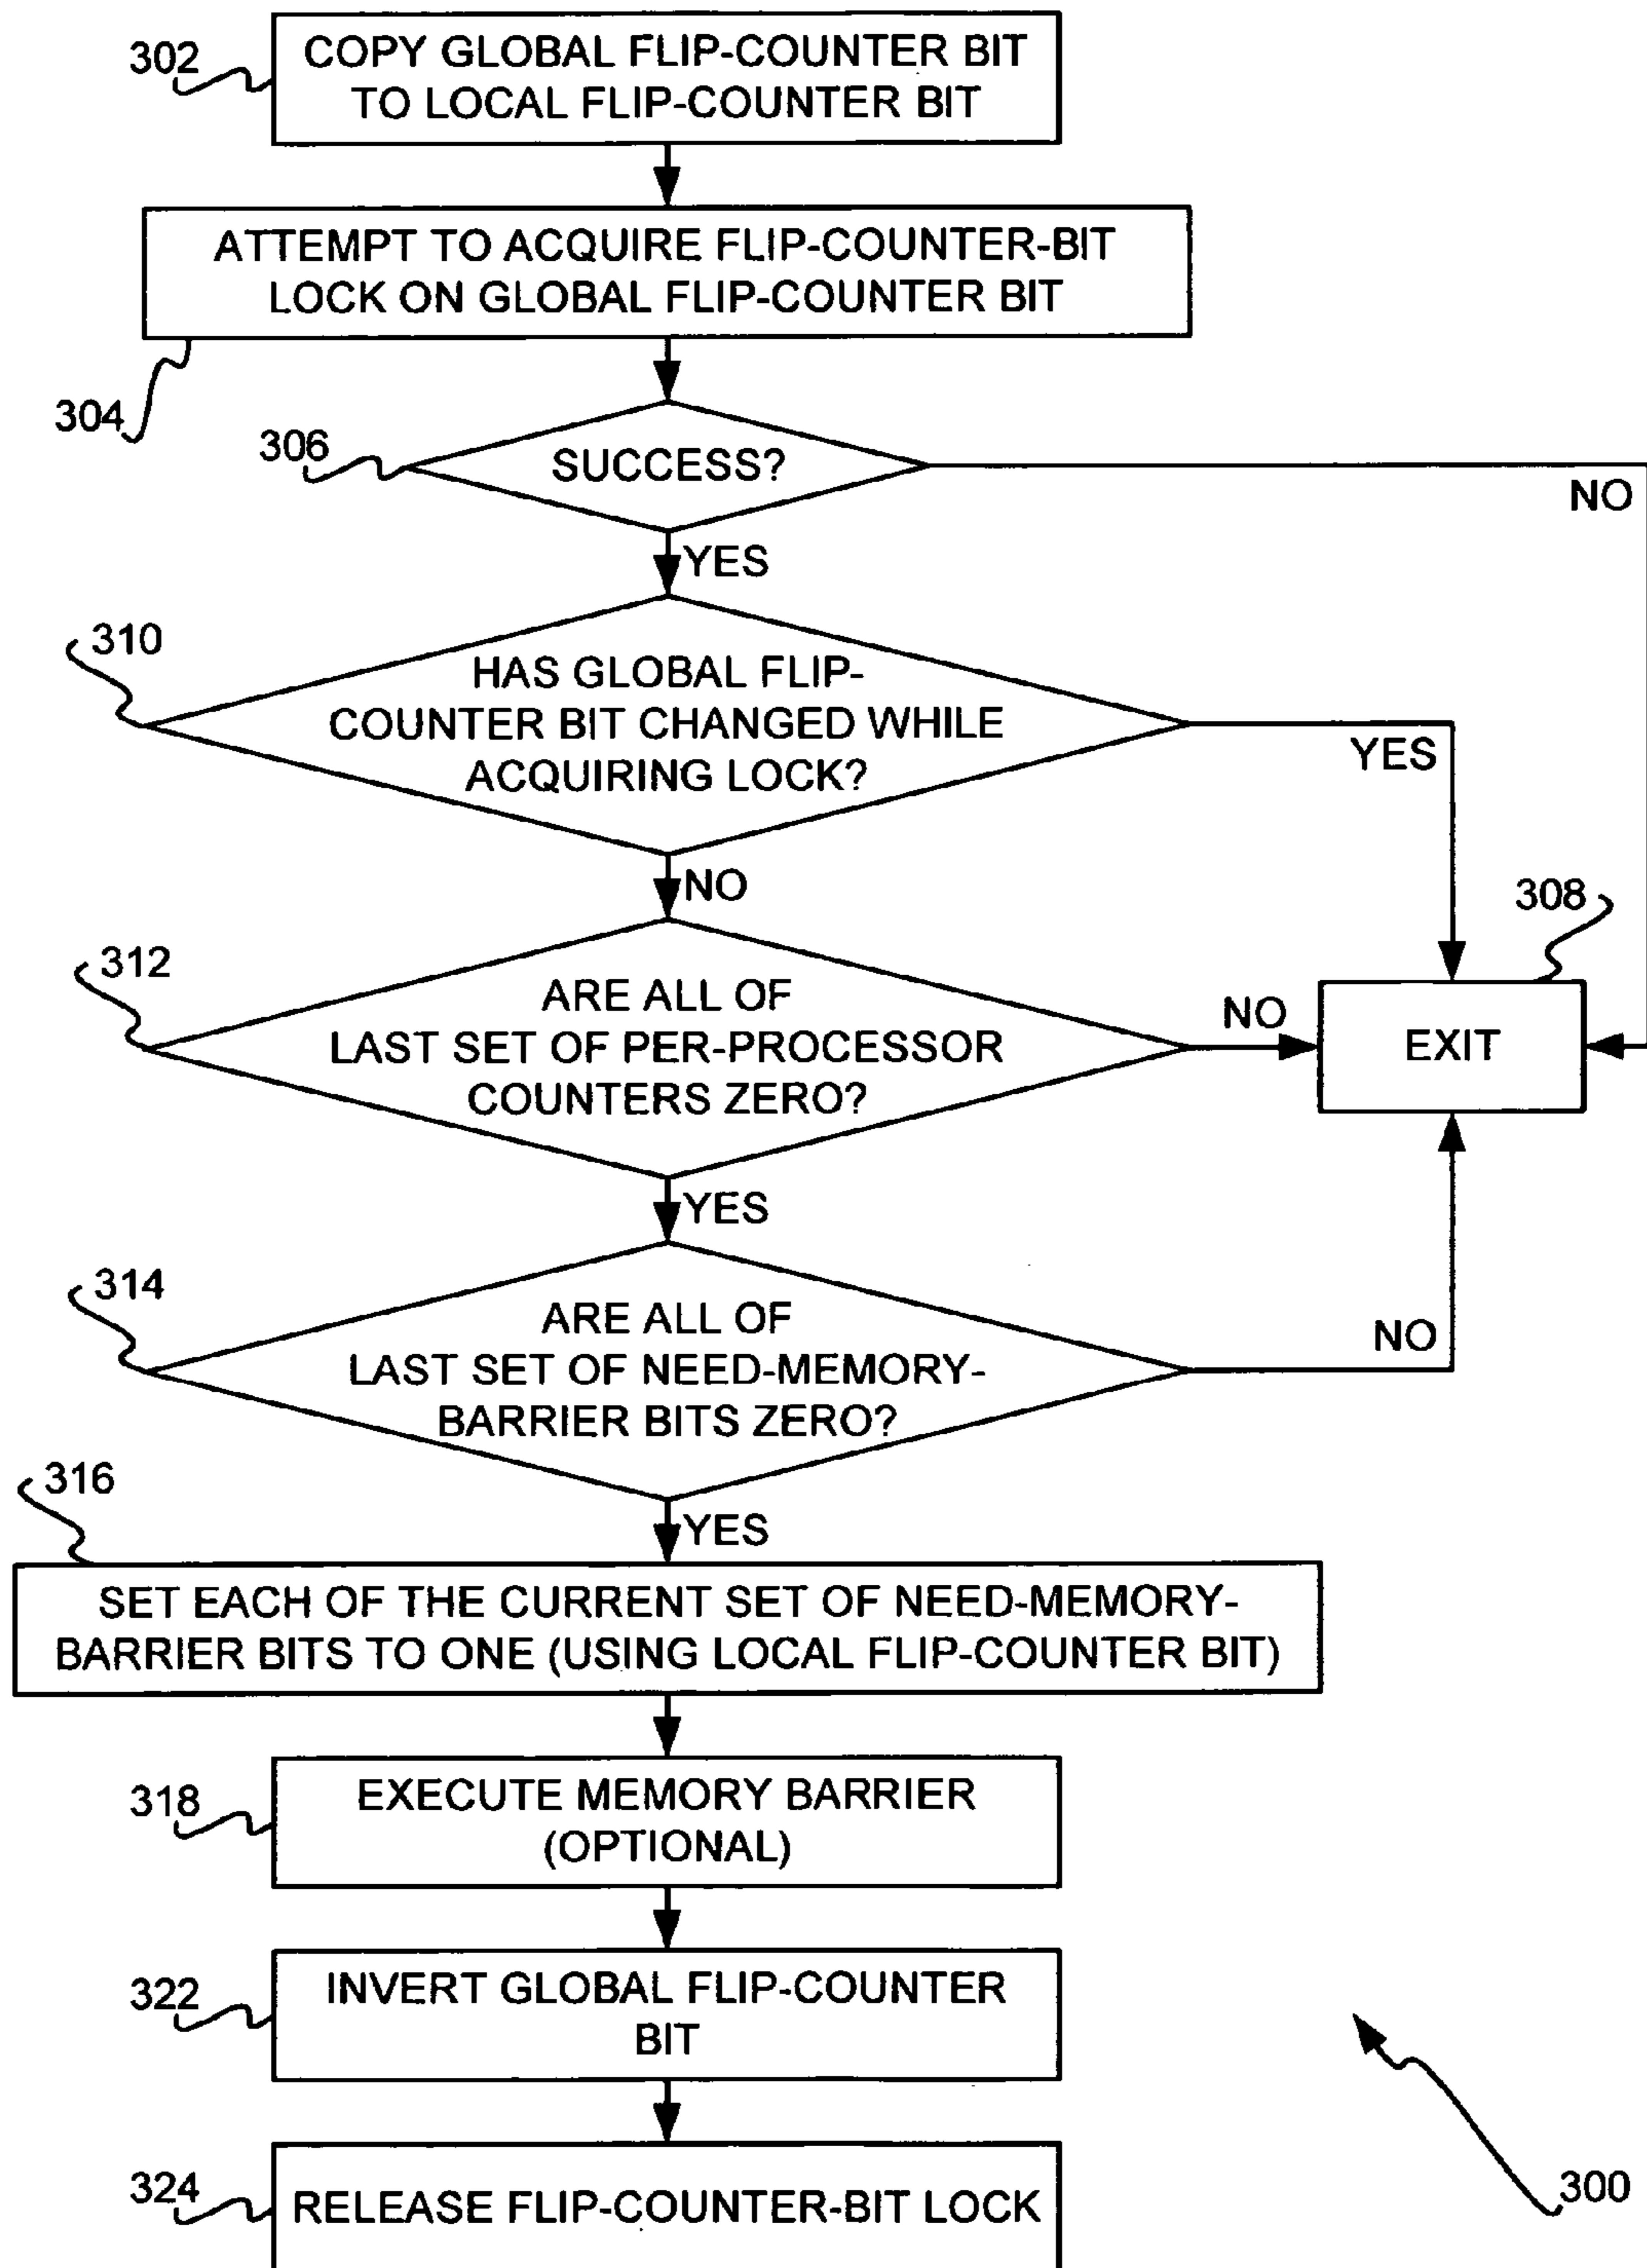 302
COPY GLOBAL FLIP-COUNTER BIT
TO LOCAL FLIP-COUNTER BIT
ATTEMPT TO ACQUIRE FLIP-COUNTER-BIT
LOCK ON GLOBAL FLIP-COUNTER BIT
304
306
SUCCESS?
NO
YES
310
HAS GLOBAL FLIP-
COUNTER BIT CHANGED WHILE
ACQUIRING LOCK?
YES
NO
308
312
ARE ALL OF
LAST SET OF PER-PROCESSOR
COUNTERS ZERO?
NO
EXIT
YES
314
ARE ALL OF
LAST SET OF NEED-MEMORY-
BARRIER BITS ZERO?
NO
YES
316
SET EACH OF THE CURRENT SET OF NEED-MEMORY-
BARRIER BITS TO ONE (USING LOCAL FLIP-COUNTER BIT)
318
EXECUTE MEMORY BARRIER
(OPTIONAL)
322
INVERT GLOBAL FLIP-COUNTER
BIT
324
RELEASE FLIP-COUNTER-BIT LOCK
300